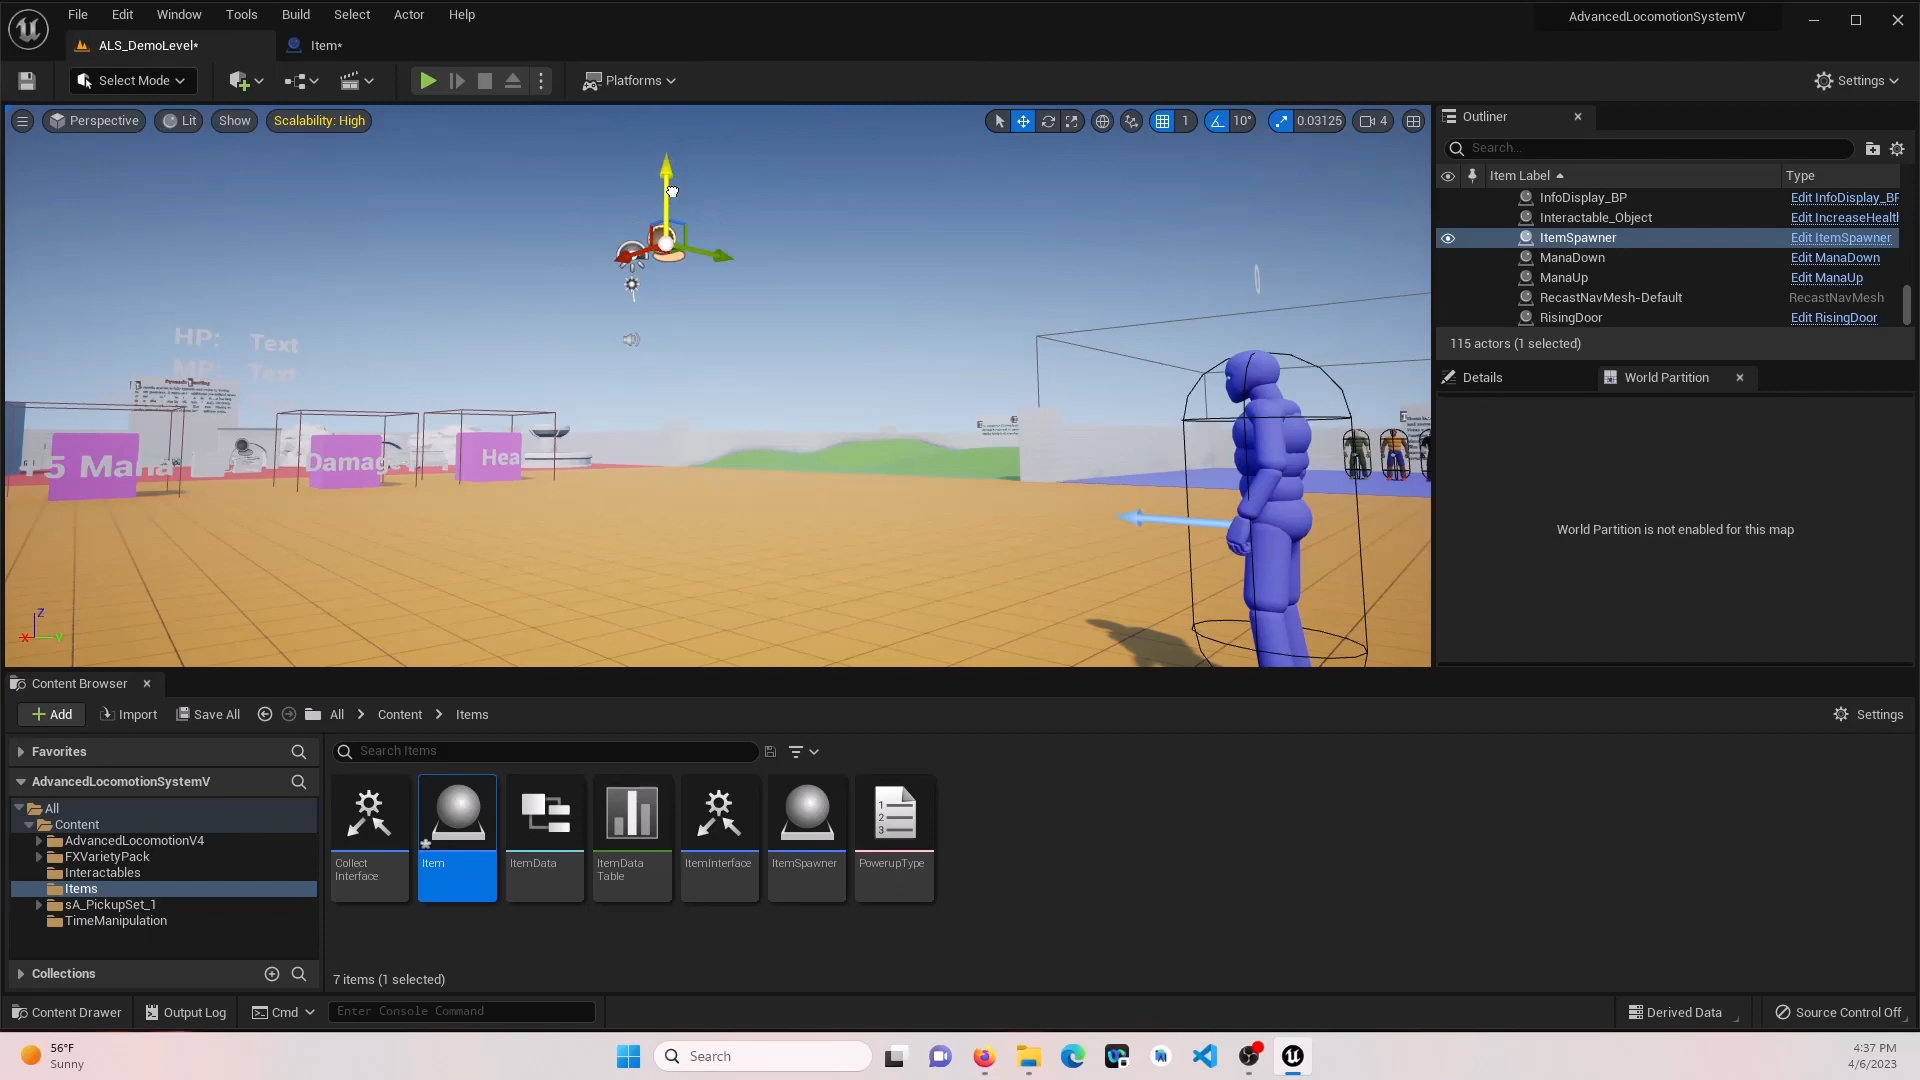 File Edit Window Tools Build Select Actor Help
AdvancedLocomotionSystemV
ALS_DemoLevel*
Item*
Select Mode
Platforms
Settings
Perspective
Lit
Show
Scalability: High
1
10°
0.03125
4
Outliner
Search...
Item Label
Type
InfoDisplay_BP
Edit InfoDisplay_BP
Interactable_Object
Edit IncreaseHealt
ItemSpawner
Edit ItemSpawner
ManaDown
Edit ManaDown
ManaUp
Edit ManaUp
RecastNavMesh-Default
RecastNavMesh
RisingDoor
Edit RisingDoor
115 actors (1 selected)
Details
World Partition
World Partition is not enabled for this map
HP: Text
MP: Text
5 Mana
Damage
Hea
X
Y
Z
Content Browser
Add
Import
Save All
All
Content
Items
Settings
Favorites
Search Items
AdvancedLocomotionSystemV
All
Content
AdvancedLocomotionV4
FXVarietyPack
Interactables
Items
sA_PickupSet_1
TimeManipulation
Collections
Collect
Interface
Item
ItemData
ItemData
Table
ItemInterface
ItemSpawner
PowerupType
7 items (1 selected)
Content Drawer
Output Log
Cmd
Enter Console Command
Derived Data
Source Control Off
56°F
Sunny
Search
4:37 PM
4/6/2023